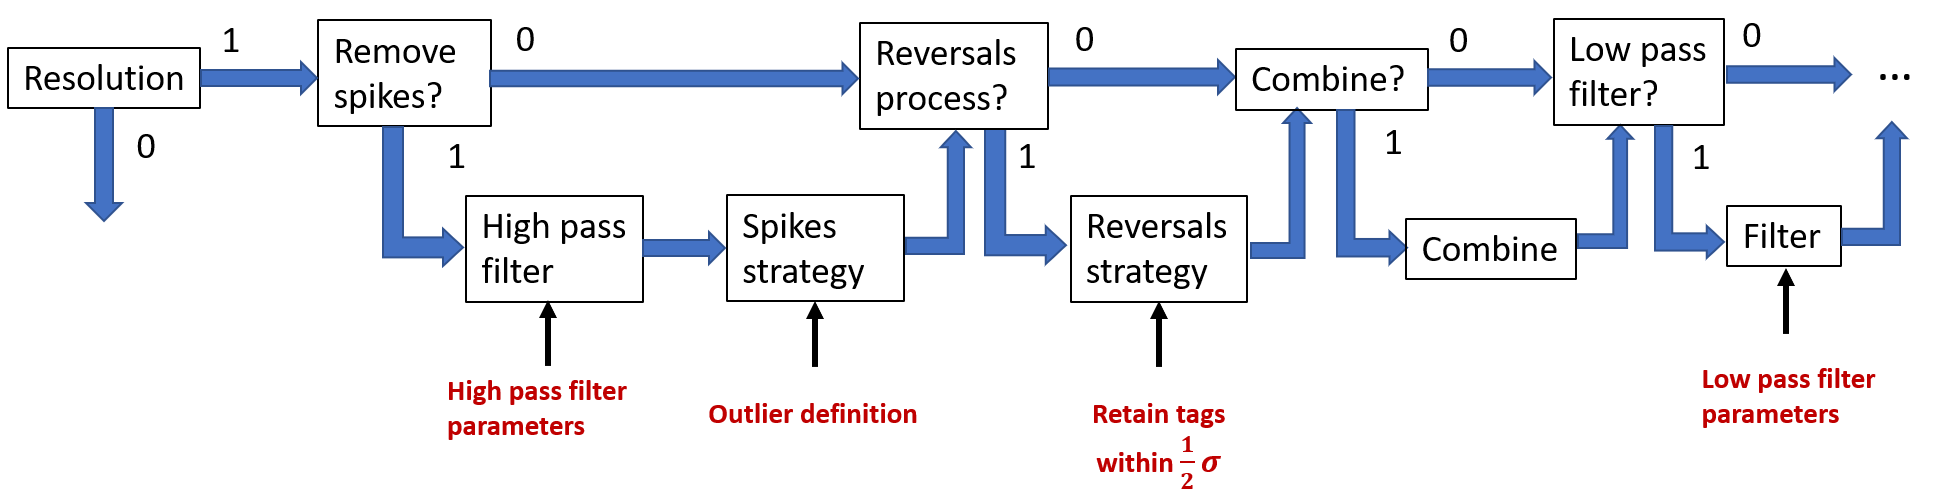 Resolution
1
0
Remove
spikes?
0
1
High pass
filter
High pass filter
parameters
Spikes
strategy
Outlier definition
Reversals
process?
0
1
Reversals
strategy
Retain tags
within 1/2 σ
Combine?
0
1
Combine
Low pass
filter?
0
1
Filter
Low pass filter
parameters
...